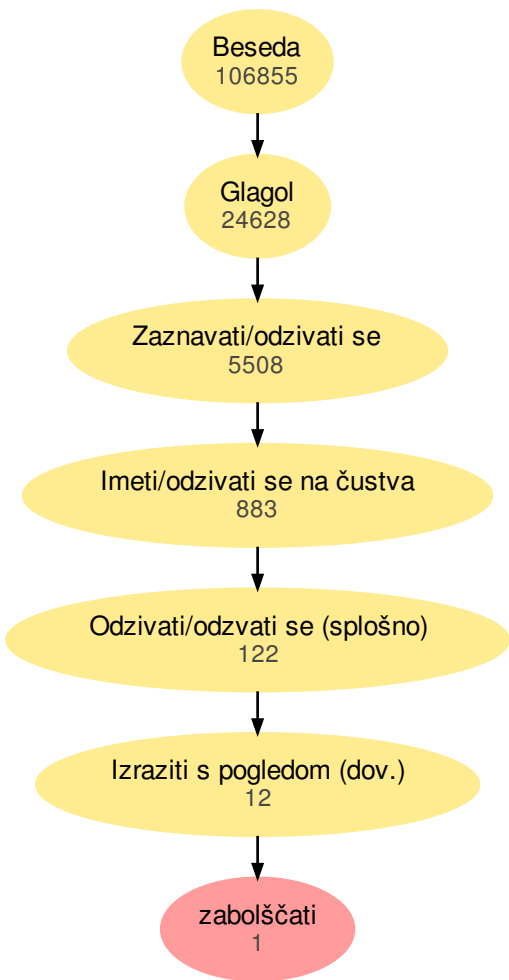 Beseda
106855
Glagol
24628
Zaznavati/odzivati se
5508
Imeti/odzivati se na čustva
883
Odzivati/odzvati se (splošno)
122
Izraziti s pogledom (dov.)
12
zabolščati
1